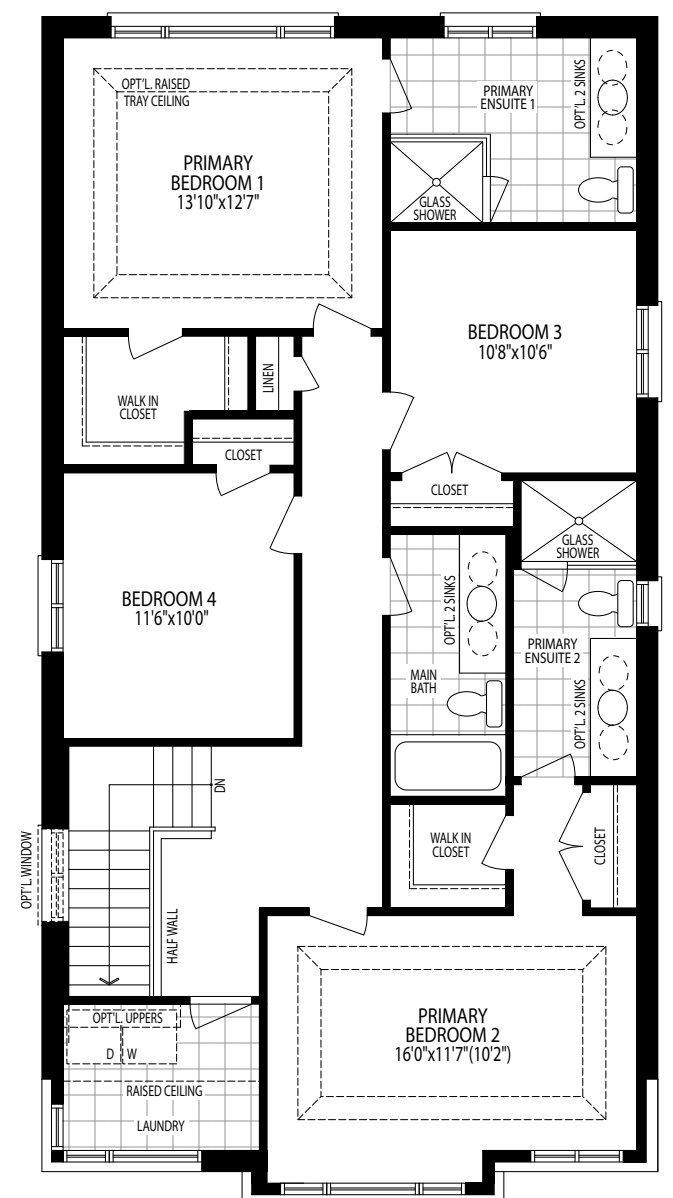 OPT'L. RAISED
TRAY CEILING
PRIMARY
BEDROOM 1
13'10"x12'7"
PRIMARY
ENSUITE 1
OPT'L. 2 SINKS
GLASS
SHOWER
BEDROOM 3
10'8"x10'6"
WALK IN
CLOSET
LINEN
CLOSET
CLOSET
GLASS
SHOWER
BEDROOM 4
11'6"x10'0"
OPT'L. 2 SINKS
MAIN
BATH
PRIMARY
ENSUITE 2
OPT'L. 2 SINKS
DN
OPT'L. WINDOW
HALF WALL
WALK IN
CLOSET
CLOSET
OPT'L. UPPERS
D W
RAISED CEILING
LAUNDRY
PRIMARY
BEDROOM 2
16'0"x11'7"(10'2")